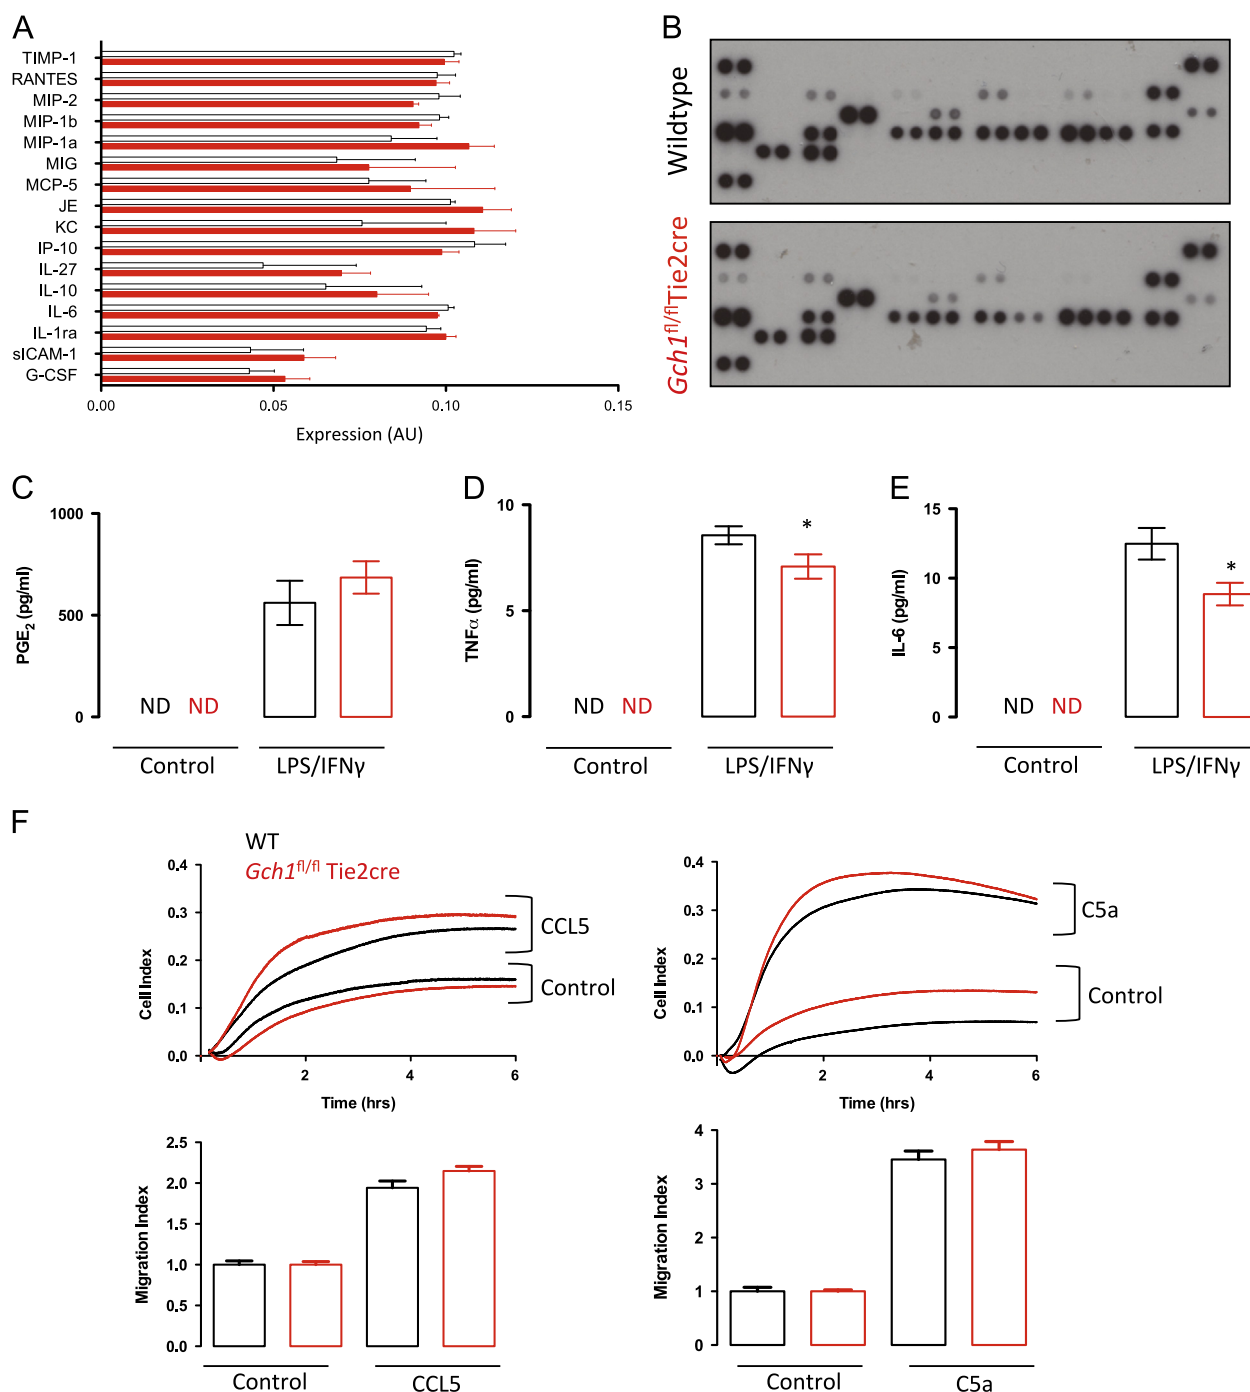 A
TIMP-1
RANTES
MIP-2
MIP-1b
MIP-1a
MIG
MCP-5
JE
KC
IP-10
IL-27
IL-10
IL-6
IL-1ra
sICAM-1
G-CSF
0.00 0.05 0.10 0.15
Expression (AU)
B
Wildtype
Gch1fl/flTie2cre
C
1000
500
0
PGE2 (pg/ml)
ND ND
Control LPS/IFNγ
D
10
5
0
TNFα (pg/ml)
*
ND ND
Control LPS/IFNγ
E
15
10
5
0
IL-6 (pg/ml)
*
ND ND
Control LPS/IFNγ
F
WT
Gch1fl/fl Tie2cre
0.4
0.3
0.2
0.1
0.0
Cell Index
CCL5
Control
2 4 6
Time (hrs)
0.4
0.3
0.2
0.1
0.0
Cell Index
C5a
Control
2 4 6
Time (hrs)
2.5
2.0
1.5
1.0
0.5
0.0
Migration Index
Control CCL5
4
3
2
1
0
Migration Index
Control C5a